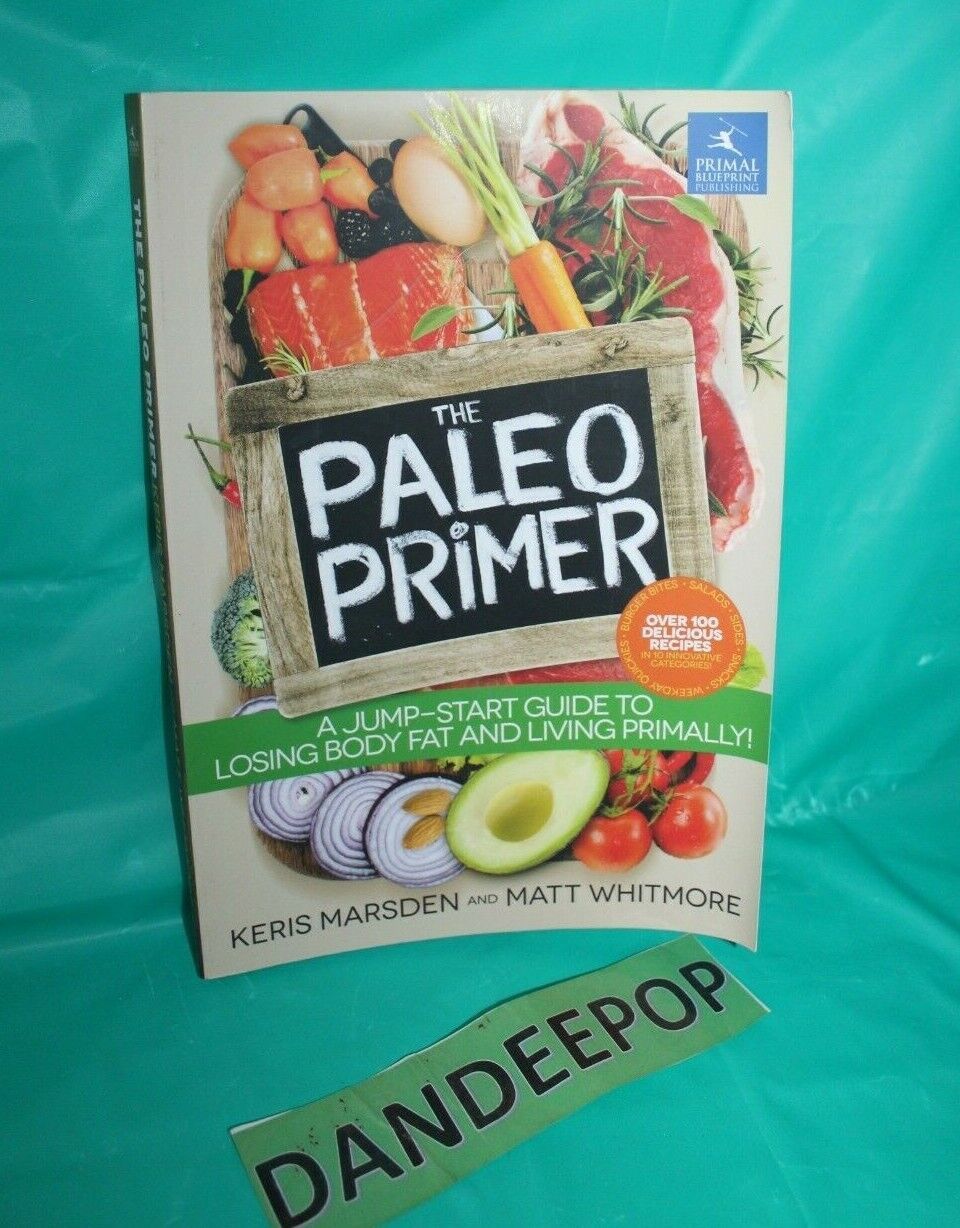 PRIMAL
BLUEPRINT
PUBLISHING
THE
PALEO
PRiMER
BURGER BITES • SALADS • SIDES • SNACKS • WEEKDAY QUICKIES •
OVER 100
DELICIOUS
RECIPES
IN 10 INNOVATIVE
CATEGORIES!
A JUMP-START GUIDE TO
LOSING BODY FAT AND LIVING PRIMALLY!
KERIS MARSDEN AND MATT WHITMORE
THE PALEO PRIMER
DANDEEPOP